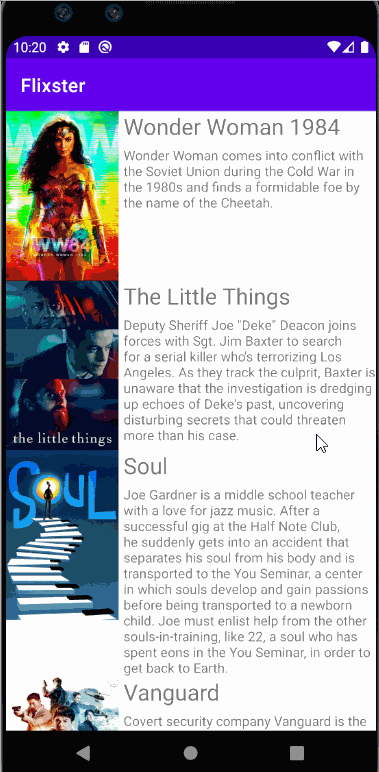 10:20
Flixster
Wonder Woman 1984
Wonder Woman comes into conflict with
the Soviet Union during the Cold War in
the 1980s and finds a formidable foe by
the name of the Cheetah.
WW84
The Little Things
Deputy Sheriff Joe "Deke" Deacon joins
forces with Sgt. Jim Baxter to search
for a serial killer who's terrorizing Los
Angeles. As they track the culprit, Baxter is
unaware that the investigation is dredging
up echoes of Deke's past, uncovering
disturbing secrets that could threaten
more than his case.
the little things
Soul
SOUL
Joe Gardner is a middle school teacher
with a love for jazz music. After a
successful gig at the Half Note Club,
he suddenly gets into an accident that
separates his soul from his body and is
transported to the You Seminar, a center
in which souls develop and gain passions
before being transported to a newborn
child. Joe must enlist help from the other
souls-in-training, like 22, a soul who has
spent eons in the You Seminar, in order to
get back to Earth.
Vanguard
Covert security company Vanguard is the